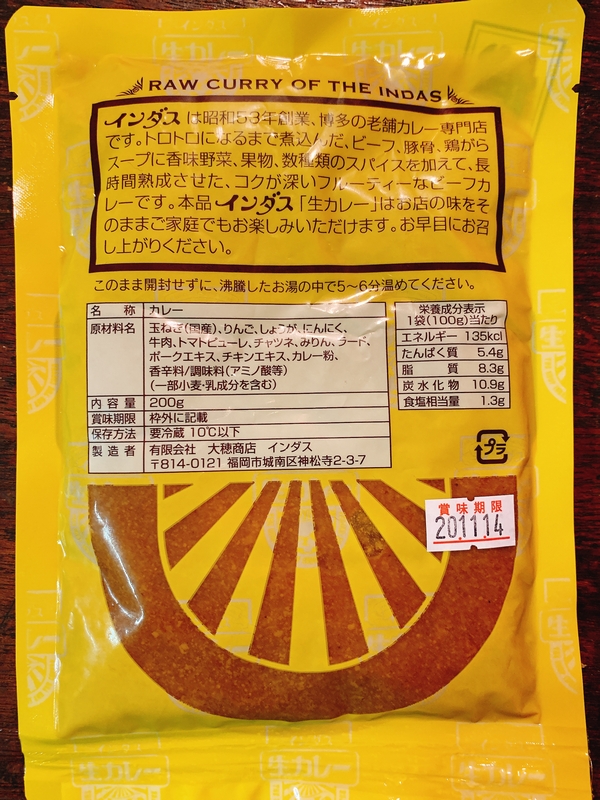 RAW CURRY OF THE INDAS
インダスは昭和53年創業、博多の老舗カレー専門店
です。トロトロになるまで煮込んだ、ビーフ、豚骨、鶏がら
スープに香味野菜、果物、数種類のスパイスを加えて、長
時間熟成させた、コクが深いフルーティーなビーフカ
レーです。本品インダス「生カレー」はお店の味をそ
のままご家庭でもお楽しみいただけます。お早目にお召
し上がりください。
このまま開封せずに、沸騰したお湯の中で5〜6分温めてください。
名 称 カレー
原材料名 玉ねぎ(国産)、りんご、しょうが、にんにく、
牛肉、トマトピューレ、チャツネ、みりん、ラード、
ポークエキス、チキンエキス、カレー粉、
香辛料/調味料(アミノ酸等)
(一部小麦・乳成分を含む)
内 容 量 200g
賞味期限 枠外に記載
保存方法 要冷蔵 10℃以下
製 造 者 有限会社 大穂商店 インダス
〒814-0121 福岡市城南区神松寺2-3-7
栄養成分表示
1袋(100g)当たり
エネルギー 135kcl
たんぱく質 5.4g
脂 質 8.3g
炭水化物 10.9g
食塩相当量 1.3g
プラ
賞味期限
20.11.14
生カレー
インダス
生カレー